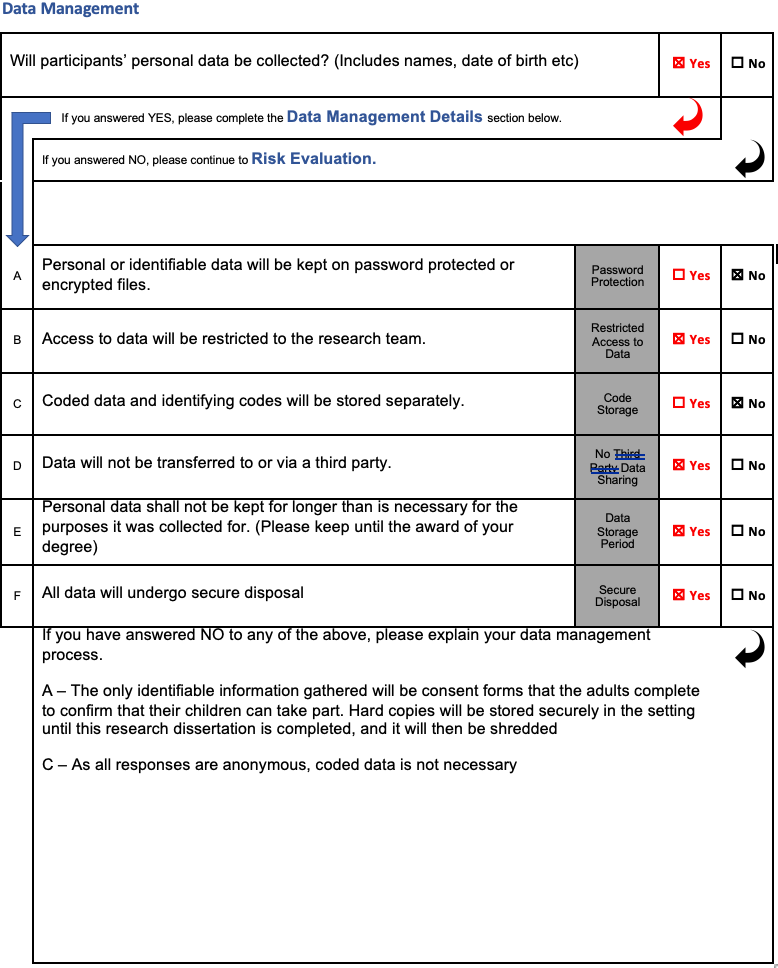 Data Management
Will participants’ personal data be collected? (Includes names, date of birth etc)
☒ Yes
☐ No
If you answered YES, please complete the Data Management Details section below.
If you answered NO, please continue to Risk Evaluation.
A
Personal or identifiable data will be kept on password protected or
encrypted files.
Password
Protection
☐ Yes
☒ No
B
Access to data will be restricted to the research team.
Restricted
Access to
Data
☒ Yes
☐ No
C
Coded data and identifying codes will be stored separately.
Code
Storage
☐ Yes
☒ No
D
Data will not be transferred to or via a third party.
No Third
Party Data
Sharing
☒ Yes
☐ No
E
Personal data shall not be kept for longer than is necessary for the
purposes it was collected for. (Please keep until the award of your
degree)
Data
Storage
Period
☒ Yes
☐ No
F
All data will undergo secure disposal
Secure
Disposal
☒ Yes
☐ No
If you have answered NO to any of the above, please explain your data management
process.
A – The only identifiable information gathered will be consent forms that the adults complete
to confirm that their children can take part. Hard copies will be stored securely in the setting
until this research dissertation is completed, and it will then be shredded
C – As all responses are anonymous, coded data is not necessary